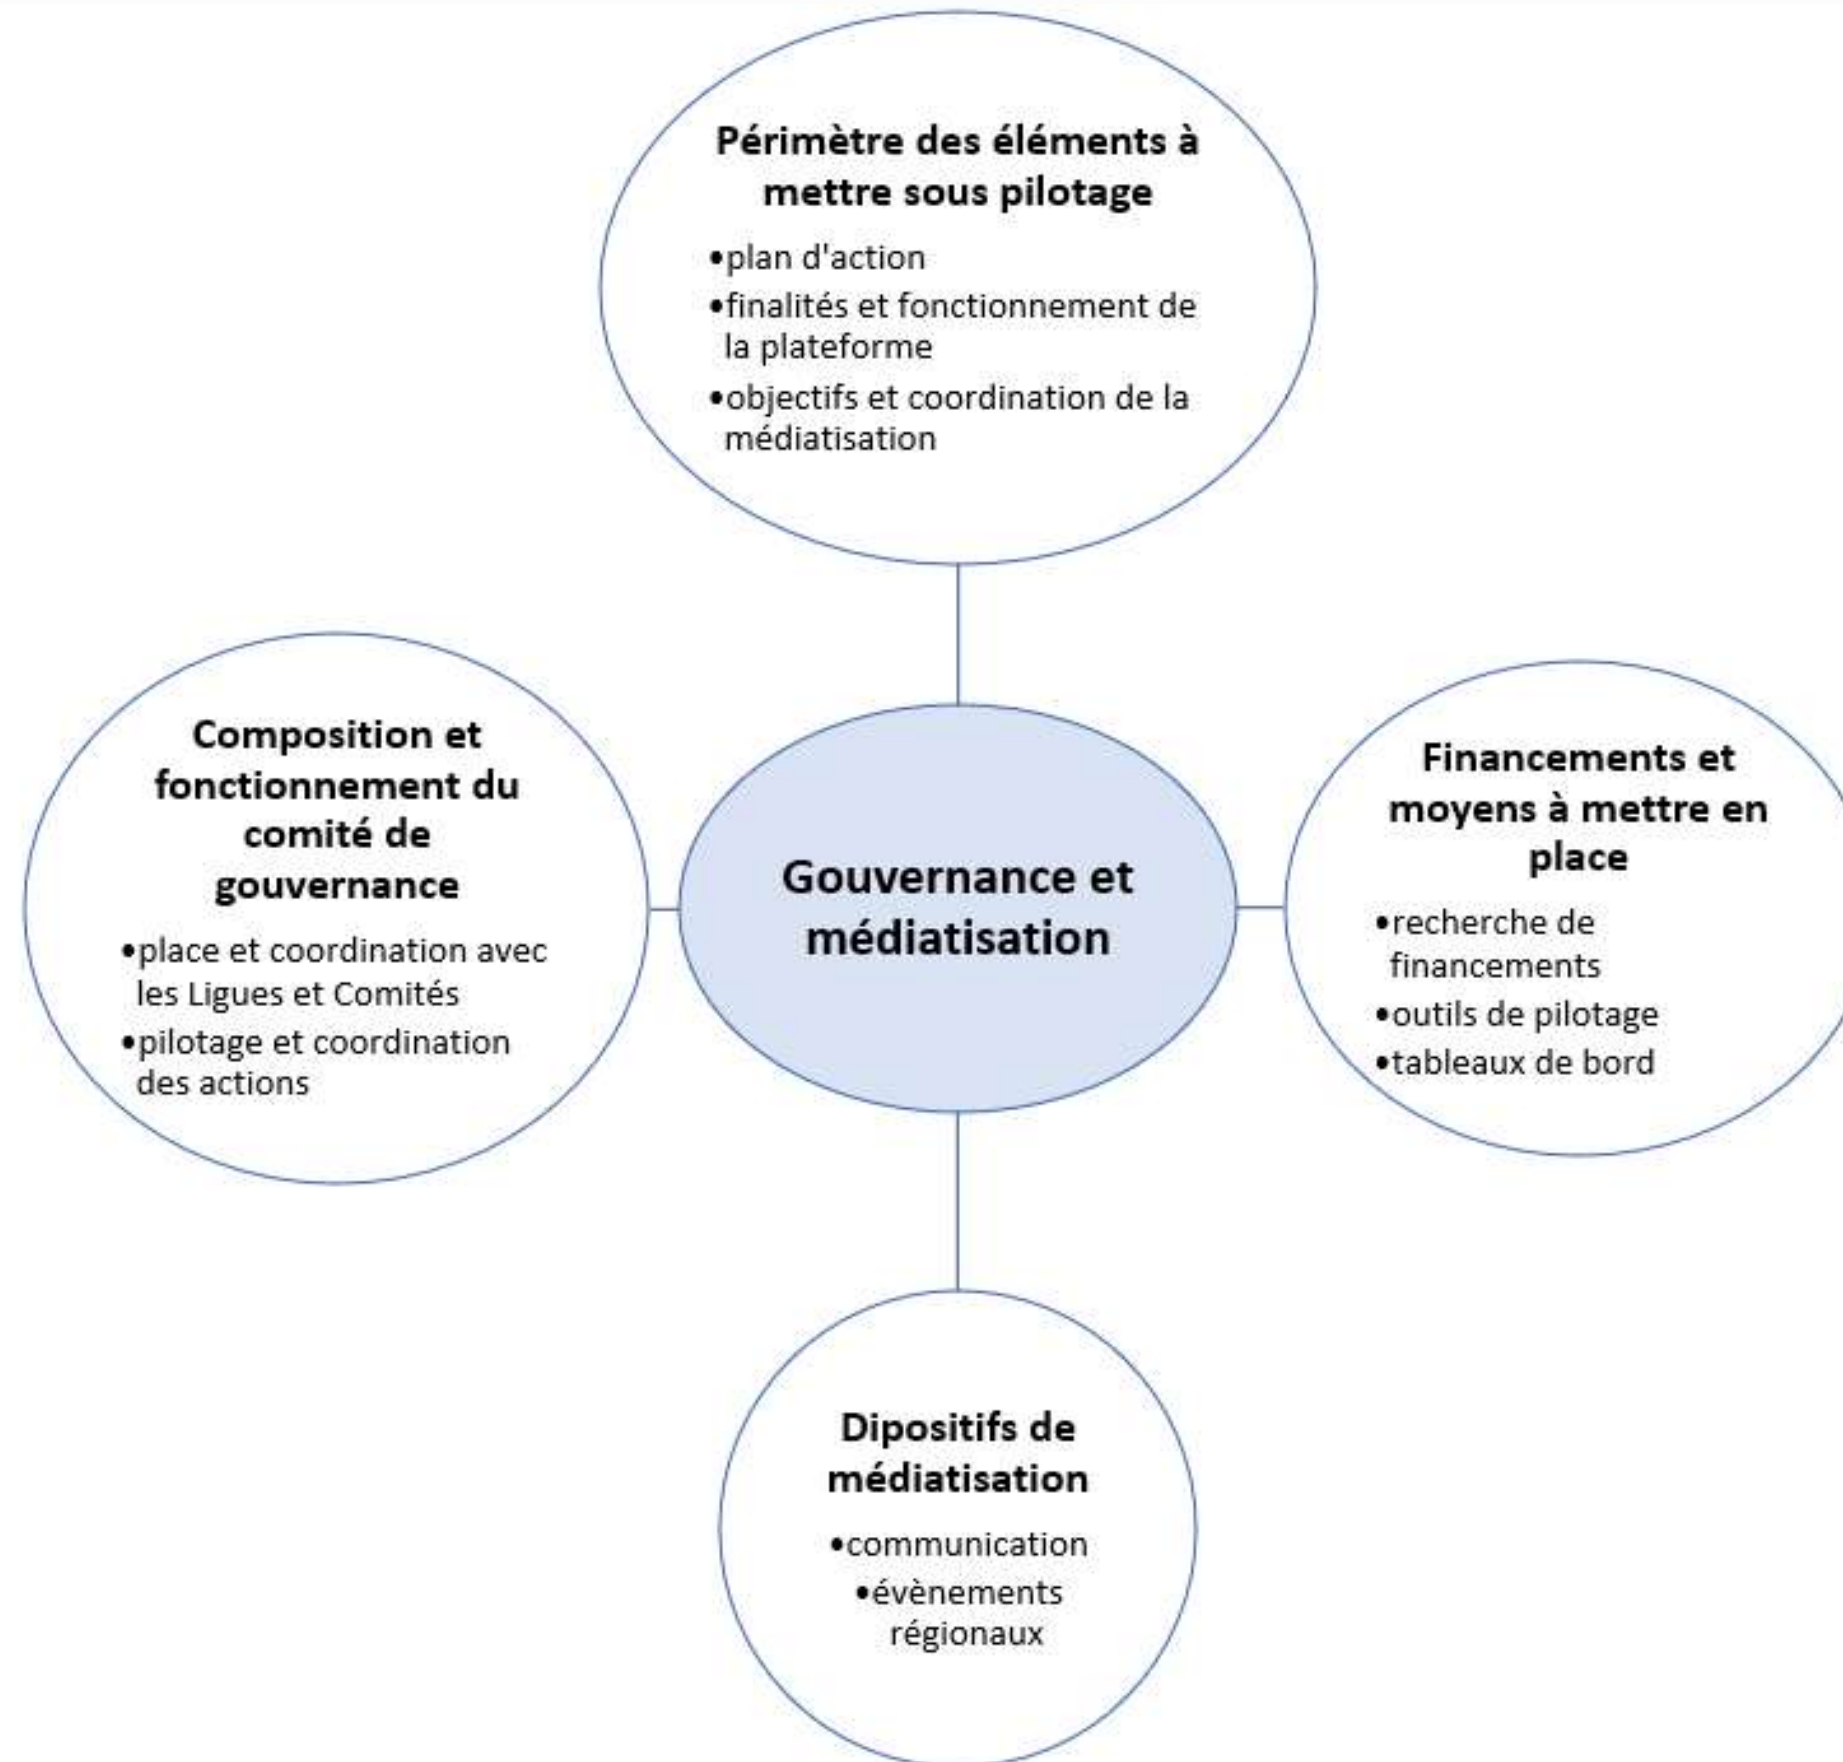 Périmètre des éléments à
mettre sous pilotage
•plan d'action
•finalités et fonctionnement de
la plateforme
•objectifs et coordination de la
médiatisation
Composition et
fonctionnement du
comité de
gouvernance
•place et coordination avec
les Ligues et Comités
•pilotage et coordination
des actions
Gouvernance et
médiatisation
Financements et
moyens à mettre en
place
•recherche de
financements
•outils de pilotage
•tableaux de bord
Dipositifs de
médiatisation
•communication
•évènements
régionaux